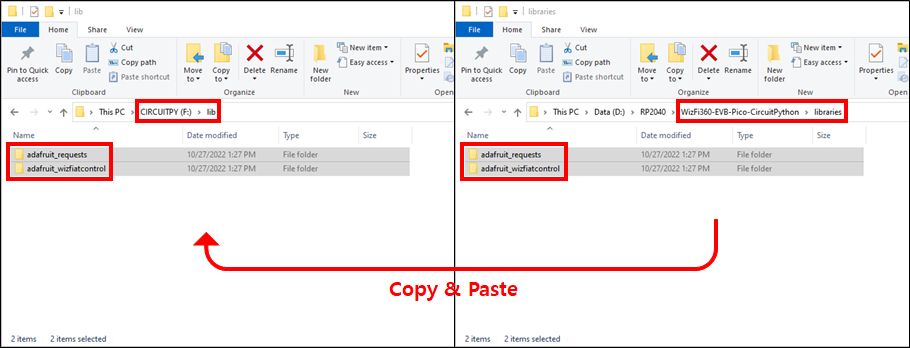 lib
File
Home
Share
View
Pin to Quick
access
Copy
Paste
Cut
Copy path
Paste shortcut
Clipboard
Move
to
Copy
to
Delete
Rename
Organize
New
folder
New item
Easy access
New
Properties
Open
This PC > CIRCUITPY (F:) > lib
Name
Date modified
Type
Size
adafruit_requests 10/27/2022 1:27 PM File folder
adafruit_wizfiatcontrol 10/27/2022 1:27 PM File folder
2 items 2 items selected
libraries
File
Home
Share
View
Pin to Quick
access
Copy
Paste
Cut
Copy path
Paste shortcut
Clipboard
Move
to
Copy
to
Delete
Rename
Organize
New
folder
New item
Easy access
New
Properties
Open
This PC > Data (D:) > RP2040 > WizFi360-EVB-Pico-CircuitPython > libraries
Name
Date modified
Type
Size
adafruit_requests 10/27/2022 1:27 PM File folder
adafruit_wizfiatcontrol 10/27/2022 1:27 PM File folder
2 items 2 items selected
Copy & Paste